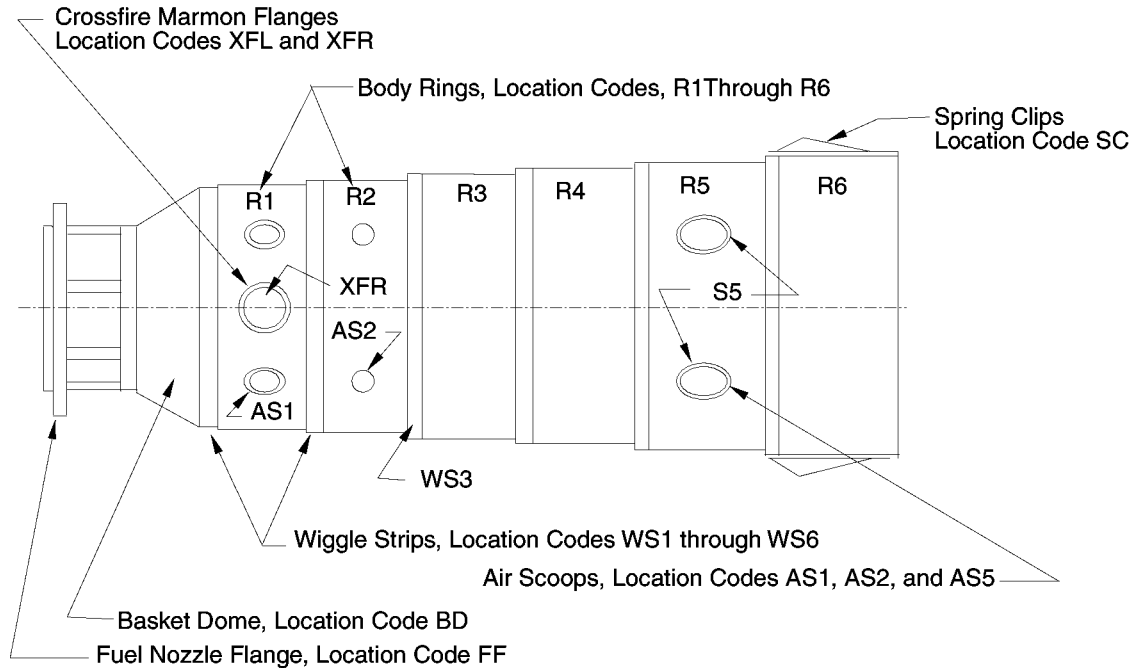 Crossfire Marmon Flanges
Location Codes XFL and XFR
Body Rings, Location Codes, R1Through R6
Spring Clips
Location Code SC
R1
R2
R3
R4
R5
R6
XFR
S5
AS2
AS1
WS3
Wiggle Strips, Location Codes WS1 through WS6
Air Scoops, Location Codes AS1, AS2, and AS5
Basket Dome, Location Code BD
Fuel Nozzle Flange, Location Code FF